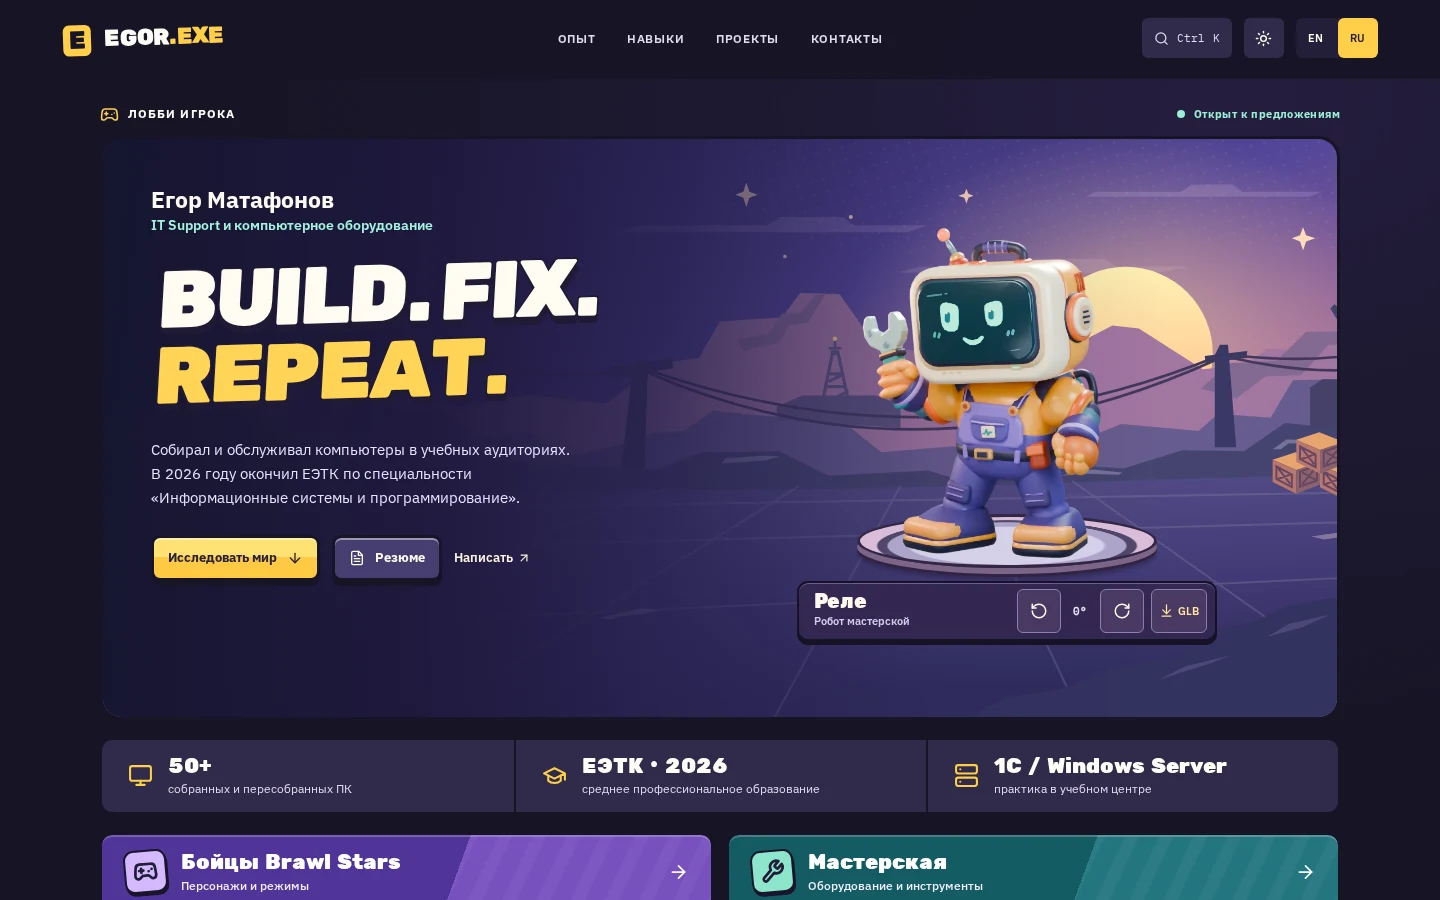 E EGOR.EXE
ОПЫТ НАВЫКИ ПРОЕКТЫ КОНТАКТЫ
Ctrl K
EN RU
ЛОББИ ИГРОКА
Открыт к предложениям
Егор Матафонов
IT Support и компьютерное оборудование
BUILD. FIX.
REPEAT.
Собирал и обслуживал компьютеры в учебных аудиториях.
В 2026 году окончил ЕЭТК по специальности
«Информационные системы и программирование».
Исследовать мир
Резюме
Написать
Реле
Робот мастерской
0°
GLB
50+
собранных и пересобранных ПК
ЕЭТК • 2026
среднее профессиональное образование
1С / Windows Server
практика в учебном центре
Бойцы Brawl Stars
Персонажи и режимы
Мастерская
Оборудование и инструменты